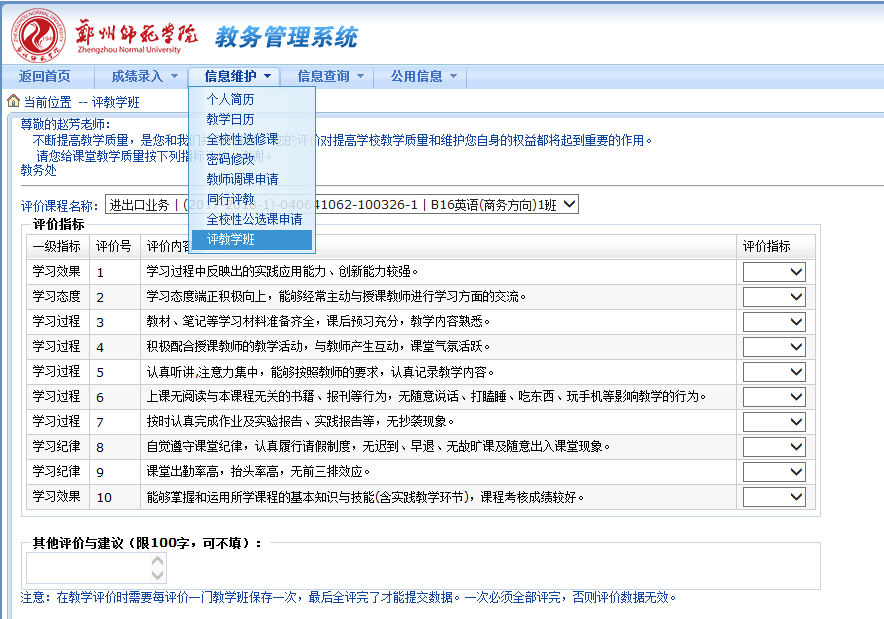 郑州师范学院
Zhengzhou Normal University
教务管理系统
返回首页 成绩录入 信息维护 信息查询 公用信息
当前位置 -- 评教学班
个人简历
教学日历
全校性选修课
密码修改
教师调课申请
同行评教
全校性公选课申请
评教学班
尊敬的赵芳老师:
不断提高教学质量，是您和我们 的评价对提高学校教学质量和维护您自身的权益都将起到重要的作用。
请您给课堂教学质量按下列指 谢。
教务处
评价课程名称: 进出口业务 | 040641062-100326-1 | B16英语(商务方向)1班
评价指标
一级指标 评价号 评价内容 评价指标
学习效果 1 学习过程中反映出的实践应用能力、创新能力较强。
学习态度 2 学习态度端正积极向上，能够经常主动与授课教师进行学习方面的交流。
学习过程 3 教材、笔记等学习材料准备齐全，课后预习充分，教学内容熟悉。
学习过程 4 积极配合授课教师的教学活动，与教师产生互动，课堂气氛活跃。
学习过程 5 认真听讲,注意力集中，能够按照教师的要求，认真记录教学内容。
学习过程 6 上课无阅读与本课程无关的书籍、报刊等行为，无随意说话、打瞌睡、吃东西、玩手机等影响教学的行为。
学习过程 7 按时认真完成作业及实验报告、实践报告等，无抄袭现象。
学习纪律 8 自觉遵守课堂纪律，认真履行请假制度，无迟到、早退、无故旷课及随意出入课堂现象。
学习纪律 9 课堂出勤率高，抬头率高，无前三排效应。
学习效果 10 能够掌握和运用所学课程的基本知识与技能(含实践教学环节)，课程考核成绩较好。
其他评价与建议（限100字，可不填）:
注意：在教学评价时需要每评价一门教学班保存一次，最后全评完了才能提交数据。一次必须全部评完，否则评价数据无效。